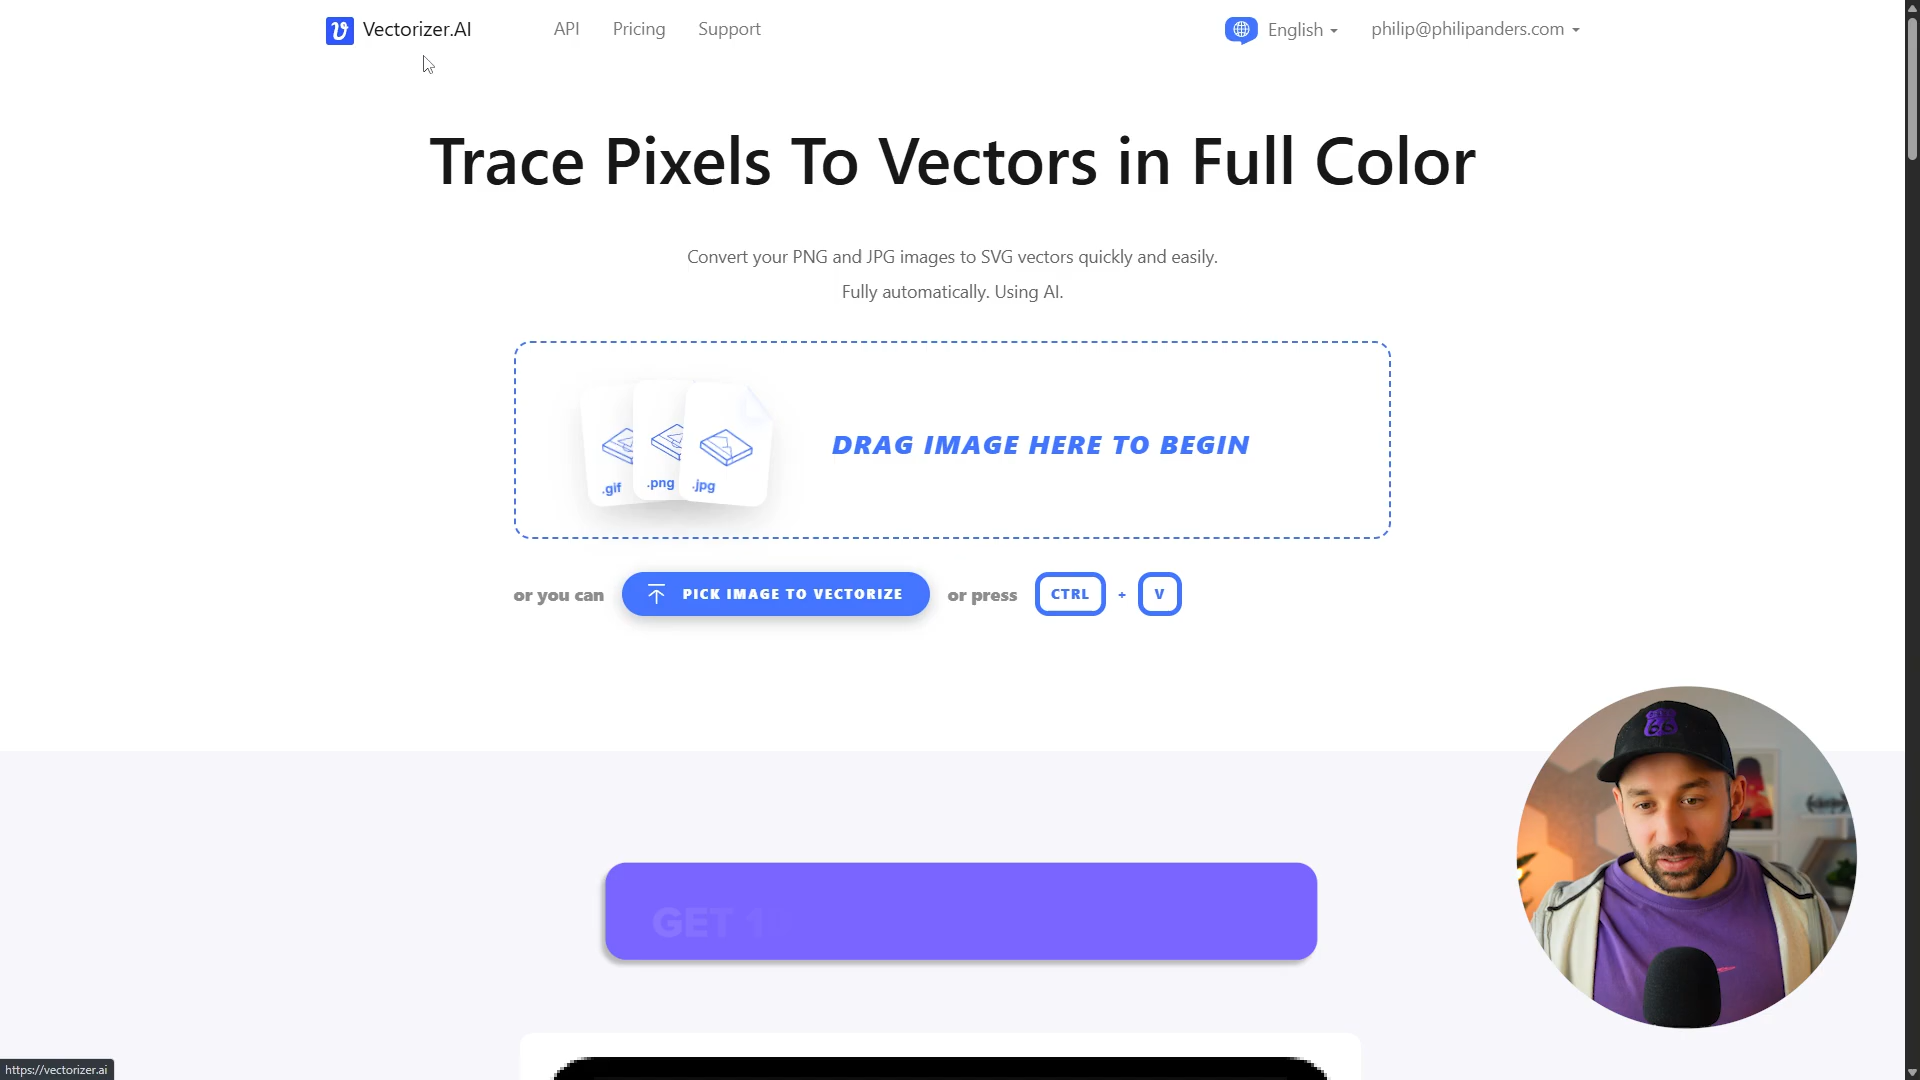 Vectorizer.AI API Pricing Support English philip@philipanders.com
Trace Pixels To Vectors in Full Color
Convert your PNG and JPG images to SVG vectors quickly and easily.
Fully automatically. Using AI.
.gif .png .jpg
DRAG IMAGE HERE TO BEGIN
or you can PICK IMAGE TO VECTORIZE or press CTRL + V
GET 1
https://vectorizer.ai